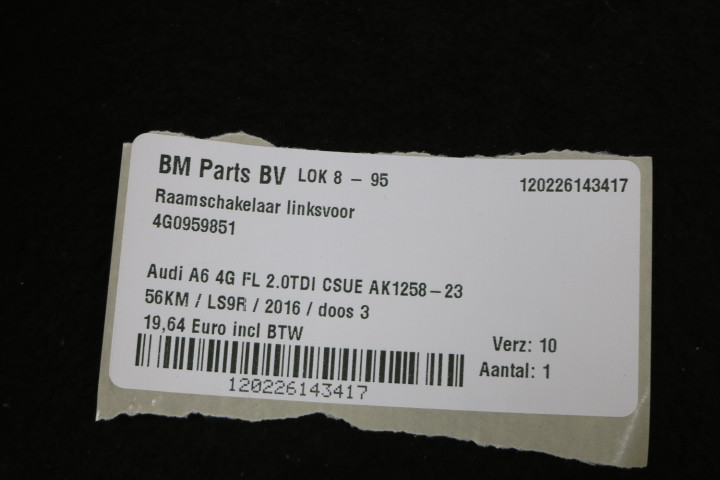 BM Parts BV LOK 8 - 95 120226143417
Raamschakelaar linksvoor
4G0959851
Audi A6 4G FL 2.0TDI CSUE AK1258-23
56KM / LS9R / 2016 / doos 3
19,64 Euro incl BTW
Verz: 10
Aantal: 1
120226143417